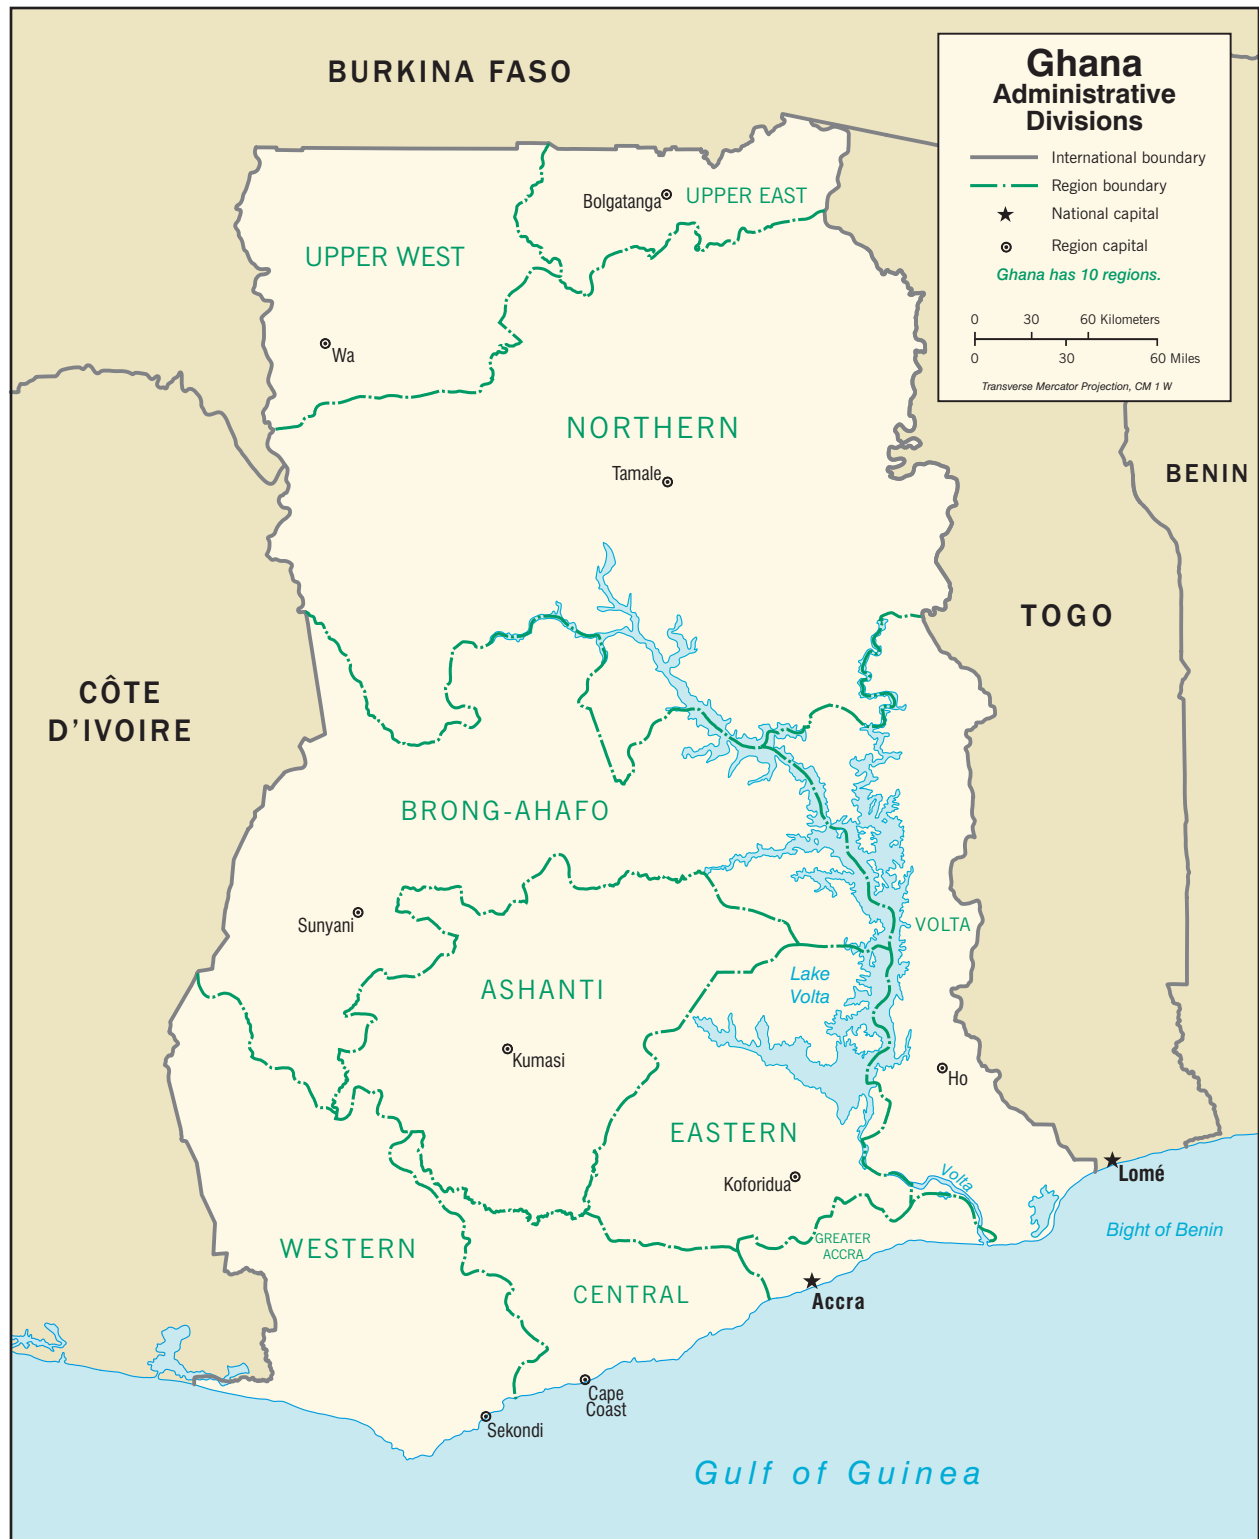 BURKINA FASO
Ghana
Administrative
Divisions
International boundary
Region boundary
National capital
Region capital
Ghana has 10 regions.
0 30 60 Kilometers
0 30 60 Miles
Transverse Mercator Projection, CM 1 W
Bolgatanga
UPPER EAST
UPPER WEST
Wa
NORTHERN
Tamale
BENIN
TOGO
CÔTE
D'IVOIRE
BRONG-AHAFO
Sunyani
VOLTA
ASHANTI
Lake
Volta
Kumasi
Ho
EASTERN
Koforidua
Volta
Lomé
Bight of Benin
WESTERN
GREATER
ACCRA
CENTRAL
Accra
Cape
Coast
Sekondi
Gulf of Guinea